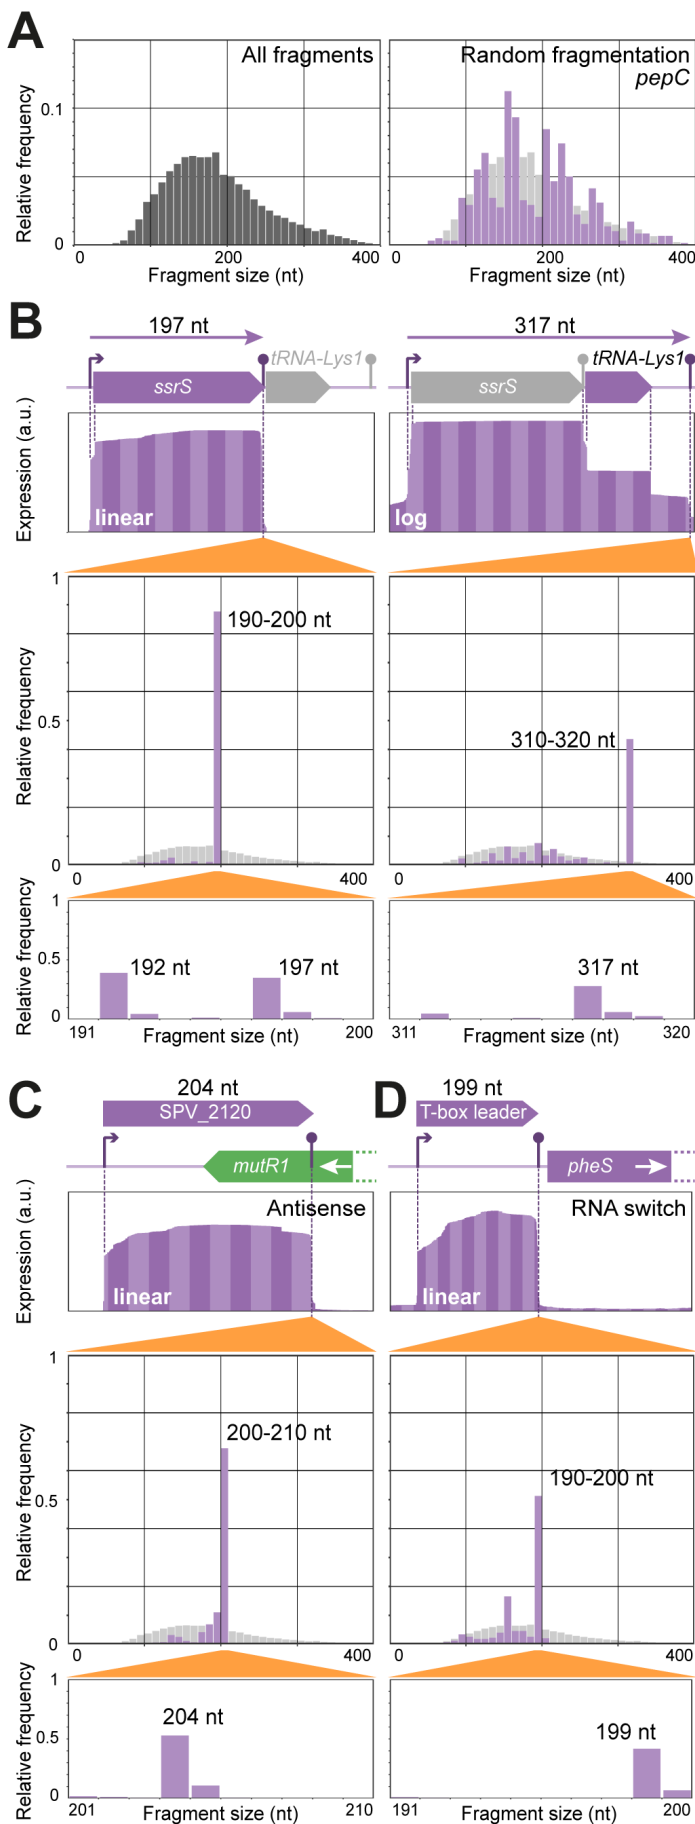 A
All fragments
Random fragmentation
pepC
Relative frequency
0.1
0
0
200
400
0
200
400
Fragment size (nt)
Fragment size (nt)
B
197 nt
317 nt
tRNA-Lys1
tRNA-Lys1
ssrS
ssrS
Expression (a.u.)
linear
log
1
190-200 nt
Relative frequency
0.5
310-320 nt
0
0
400
0
400
Relative frequency
1
0.5
0
192 nt
197 nt
317 nt
191
Fragment size (nt)
200
311
Fragment size (nt)
320
C
204 nt
D
199 nt
SPV_2120
T-box leader
mutR1
pheS
Expression (a.u.)
Antisense
RNA switch
linear
linear
1
200-210 nt
190-200 nt
Relative frequency
0.5
0
0
400
0
400
Relative frequency
1
0.5
0
204 nt
199 nt
201
Fragment size (nt)
210
191
Fragment size (nt)
200